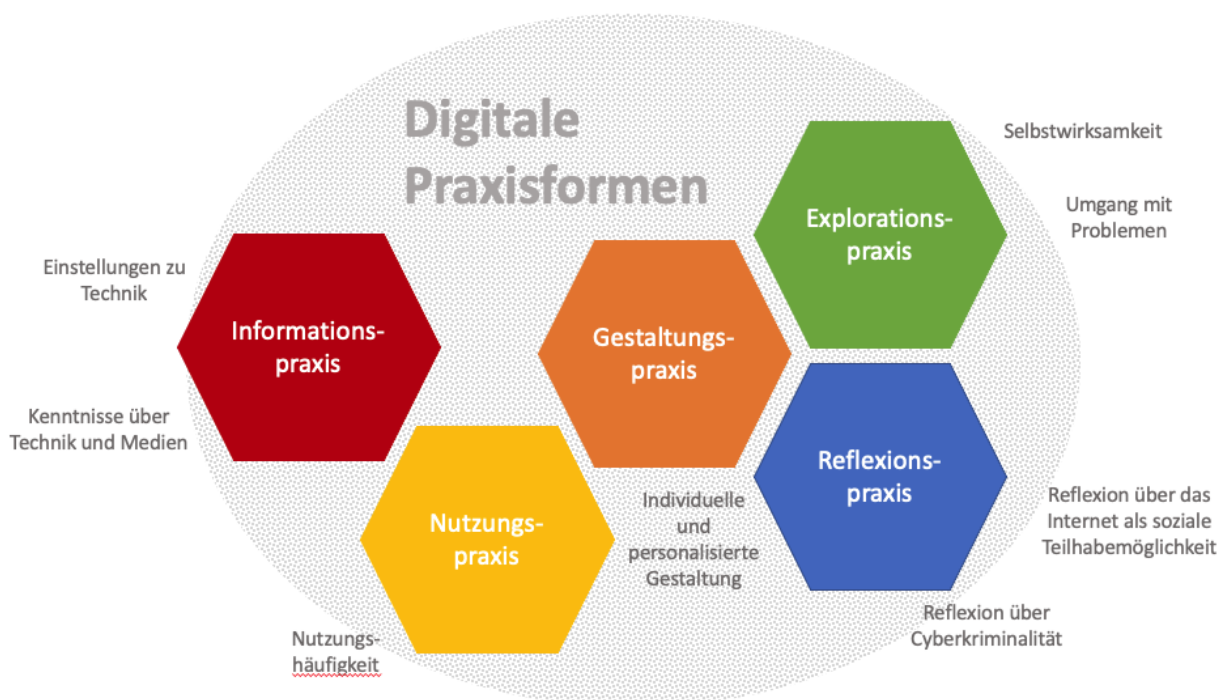 Digitale
Praxisformen
Selbstwirksamkeit
Umgang mit
Problemen
Explorations-
praxis
Einstellungen zu
Technik
Informations-
praxis
Gestaltungs-
praxis
Kenntnisse über
Technik und Medien
Reflexions-
praxis
Nutzungs-
praxis
Individuelle
und
personalisierte
Gestaltung
Reflexion über das
Internet als soziale
Teilhabemöglichkeit
Reflexion über
Cyberkriminalität
Nutzungs-
häufigkeit